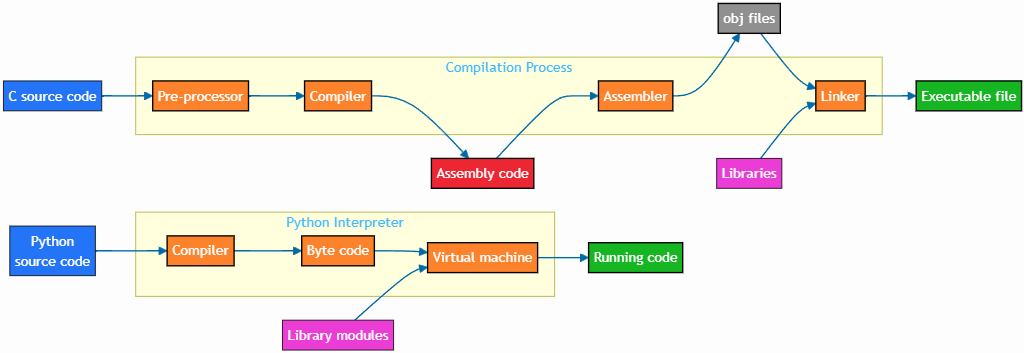 obj files
Compilation Process
C source code
Pre-processor
Compiler
Assembler
Linker
Executable file
Assembly code
Libraries
Python Interpreter
Python
source code
Compiler
Byte code
Virtual machine
Running code
Library modules